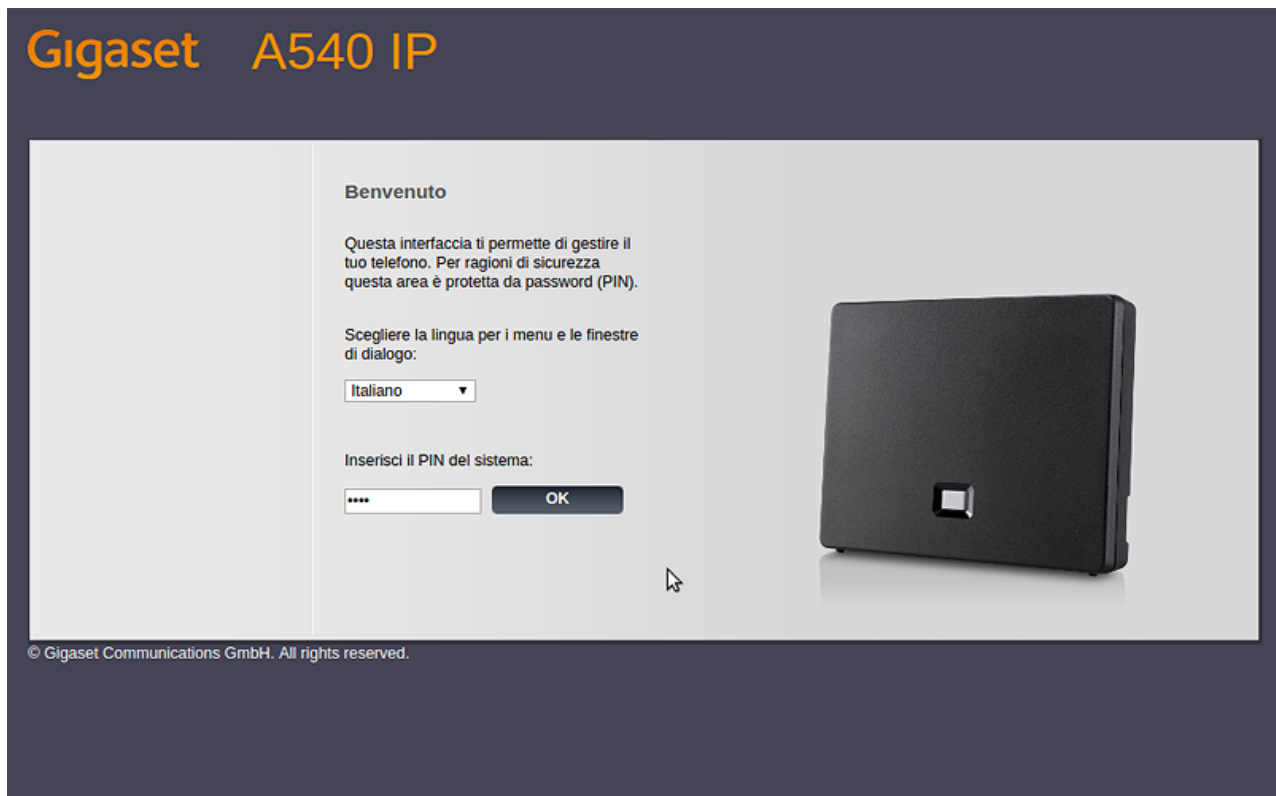 Gigaset A540 IP
Benvenuto
Questa interfaccia ti permette di gestire il
tuo telefono. Per ragioni di sicurezza
questa area è protetta da password (PIN).
Scegliere la lingua per i menu e le finestre
di dialogo:
Italiano
Inserisci il PIN del sistema:
•••• OK
© Gigaset Communications GmbH. All rights reserved.